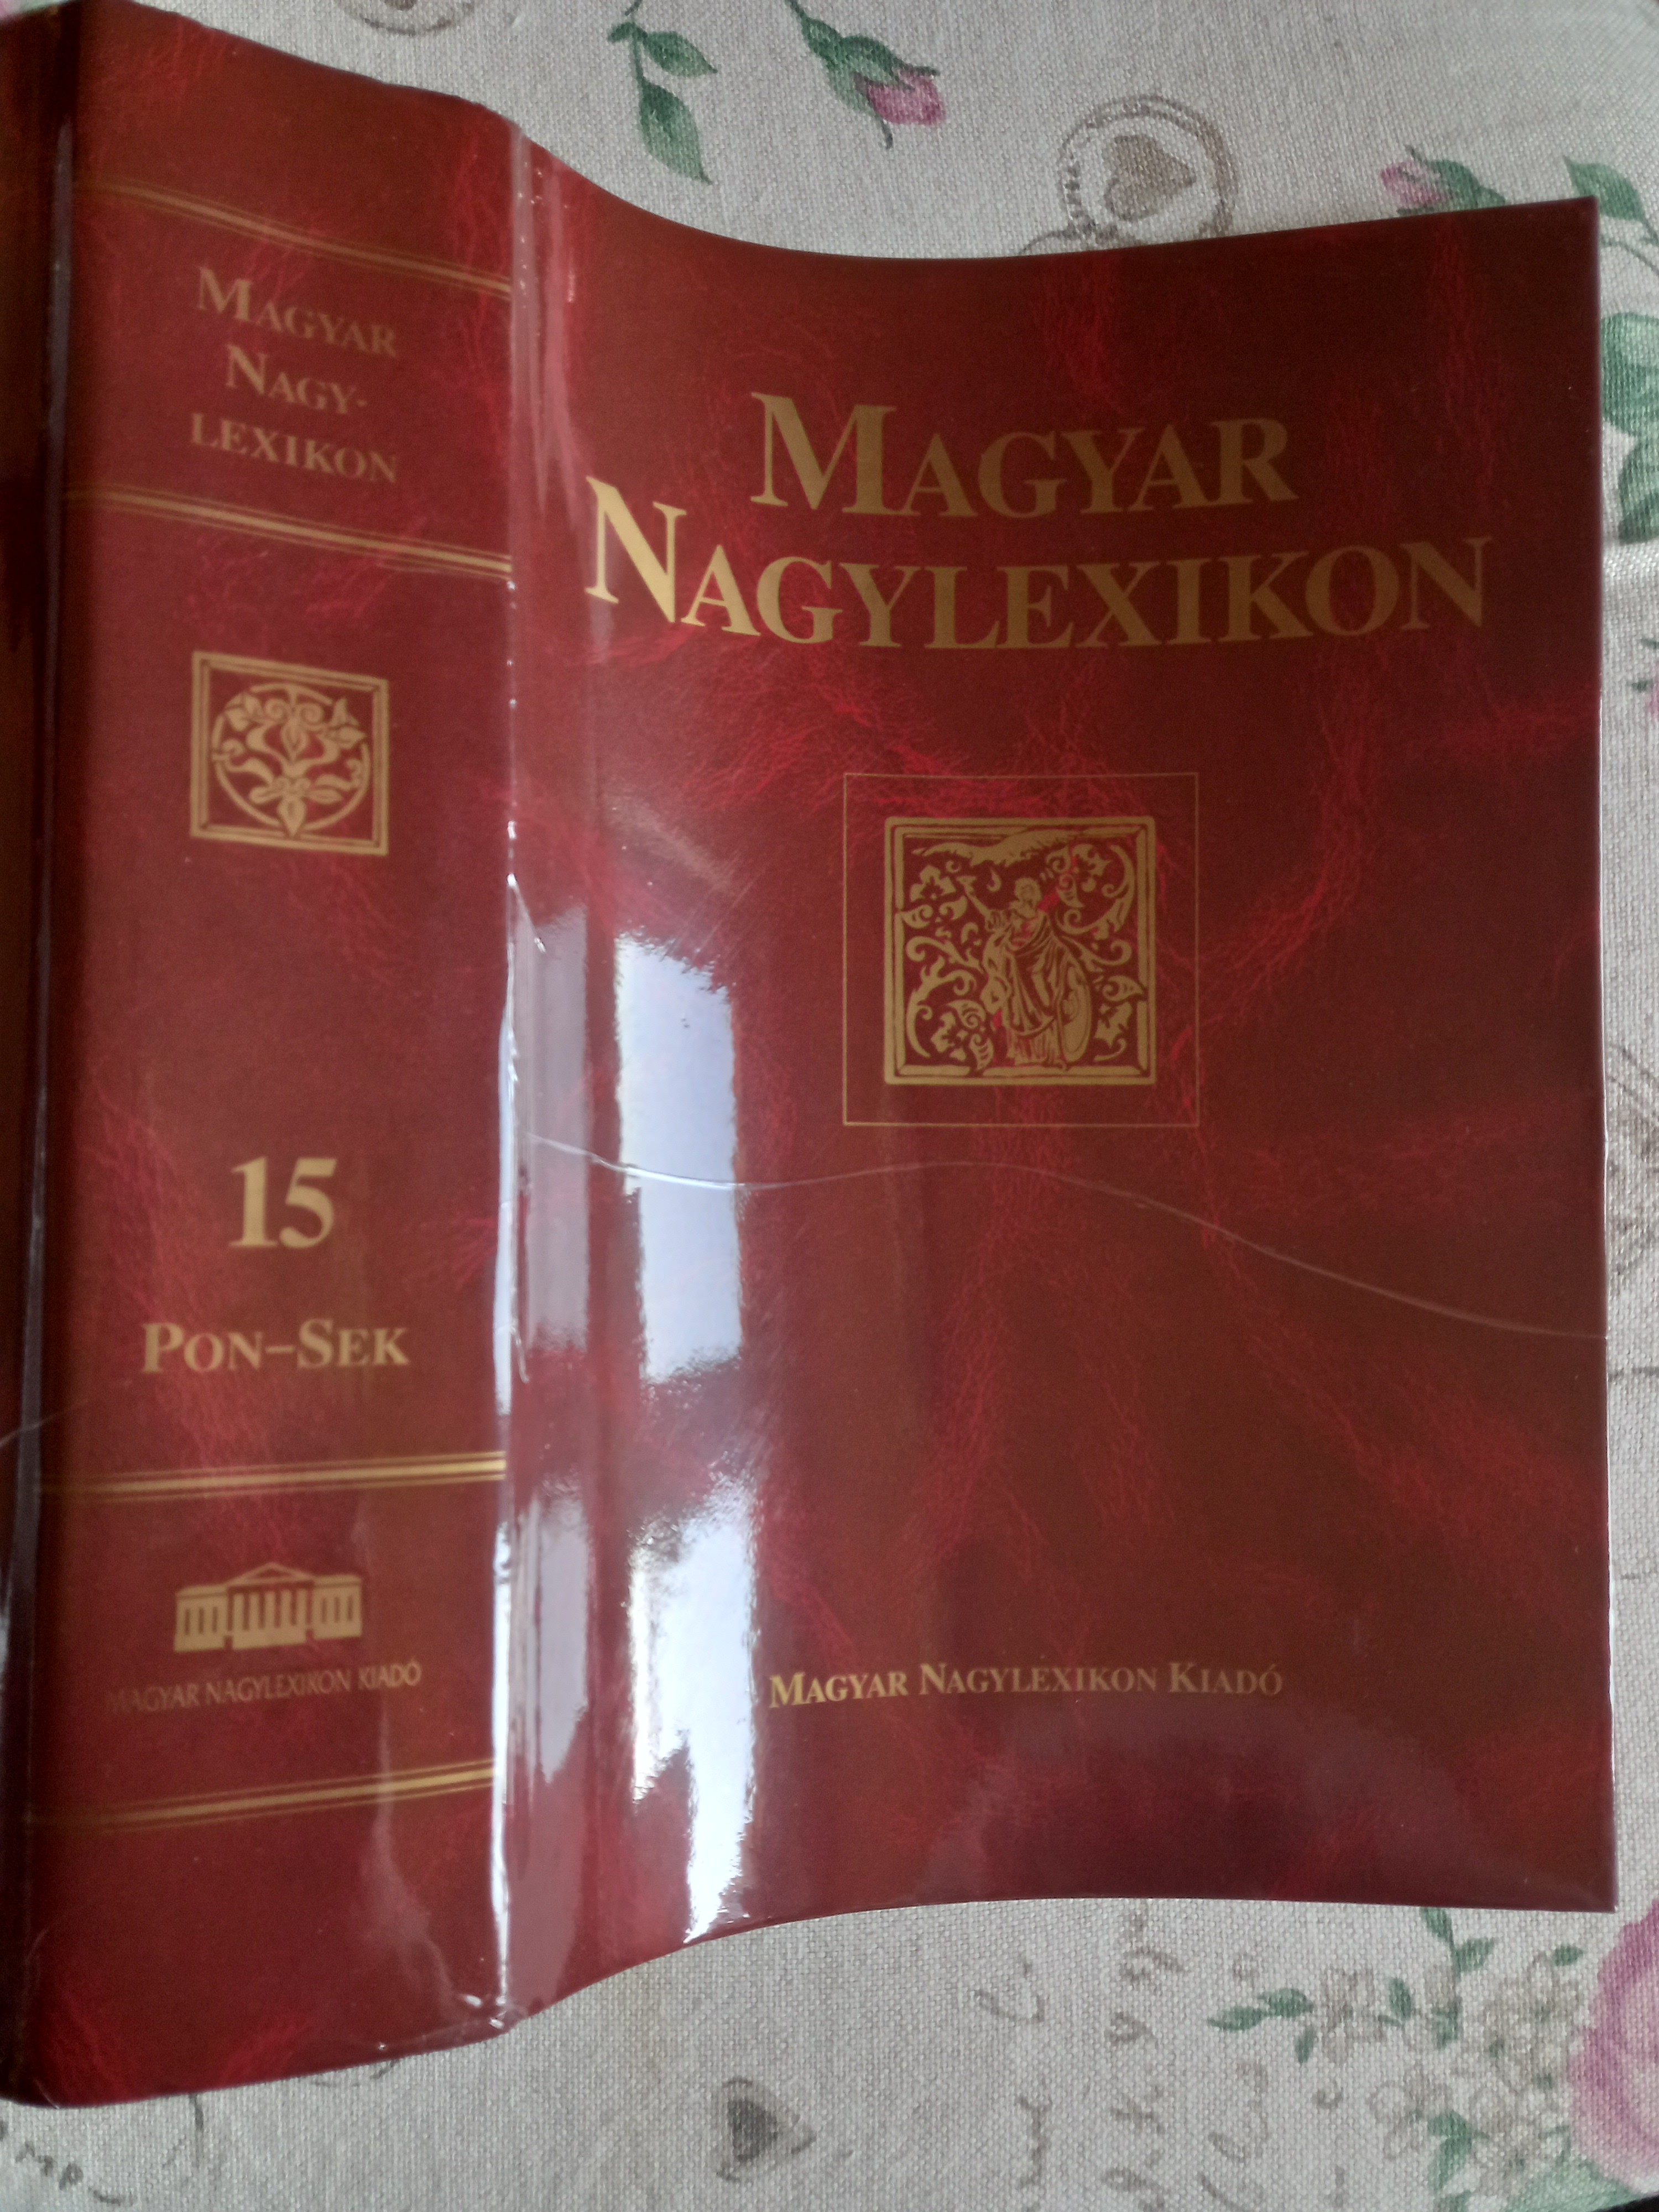 MAGYAR
NAGY-
LEXIKON
15
PON–SEK
MAGYAR NAGYLEXIKON KIADÓ
MAGYAR
NAGYLEXIKON
MAGYAR NAGYLEXIKON KIADÓ